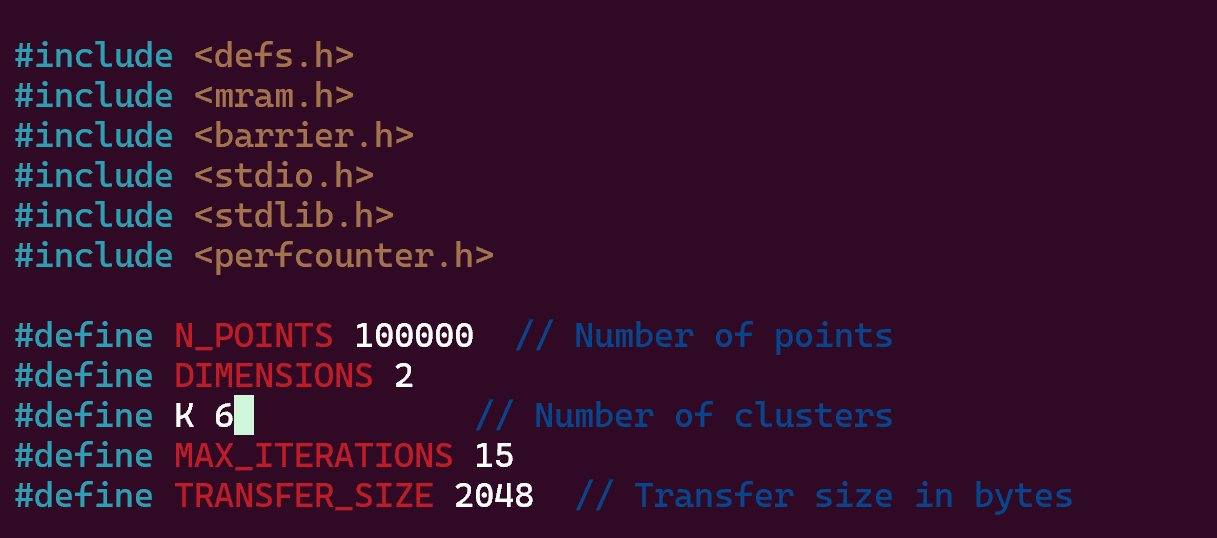 #include <defs.h>
#include <mram.h>
#include <barrier.h>
#include <stdio.h>
#include <stdlib.h>
#include <perfcounter.h>
#define N_POINTS 100000  // Number of points
#define DIMENSIONS 2
#define K 6           // Number of clusters
#define MAX_ITERATIONS 15
#define TRANSFER_SIZE 2048  // Transfer size in bytes